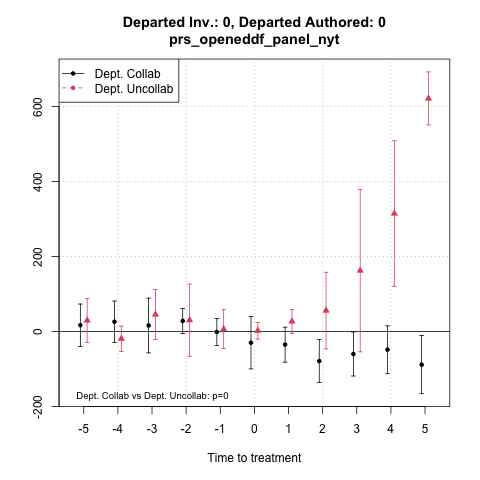 Departed Inv.: 0, Departed Authored: 0
prs_openeddf_panel_nyt
Dept. Collab
Dept. Uncollab
600
400
200
0
-200
Dept. Collab vs Dept. Uncollab: p=0
-5 -4 -3 -2 -1 0 1 2 3 4 5
Time to treatment